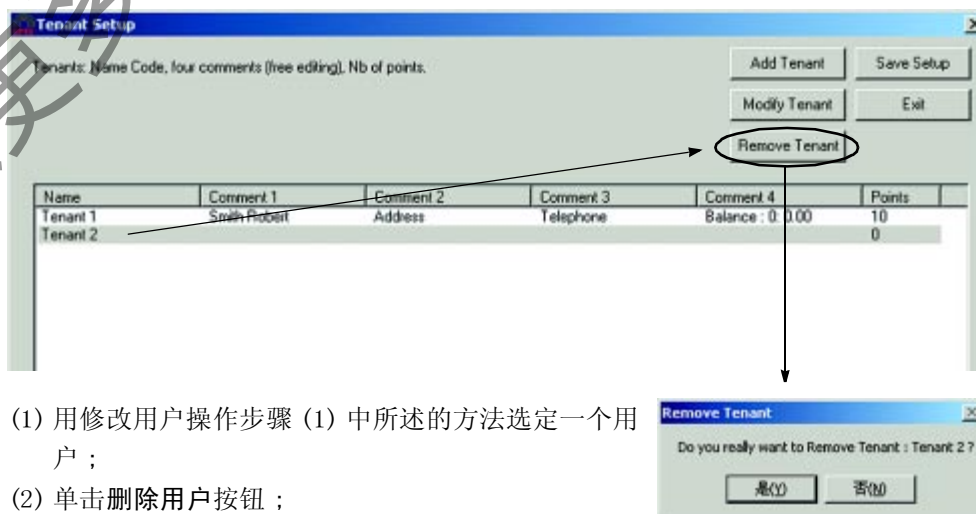 Tenant Setup
Tenants: Name Code, four comments (free editing), Nb of points.
Add Tenant Save Setup
Modify Tenant Exit
Remove Tenant
Name Comment 1 Comment 2 Comment 3 Comment 4 Points
Tenant 1 Smith Robert Address Telephone Balance : 0: 0.00 10
Tenant 2 0
(1) 用修改用户操作步骤 (1) 中所述的方法选定一个用
户；
(2) 单击删除用户按钮；
Remove Tenant
Do you really want to Remove Tenant : Tenant 2 ?
是(Y) 否(N)
更